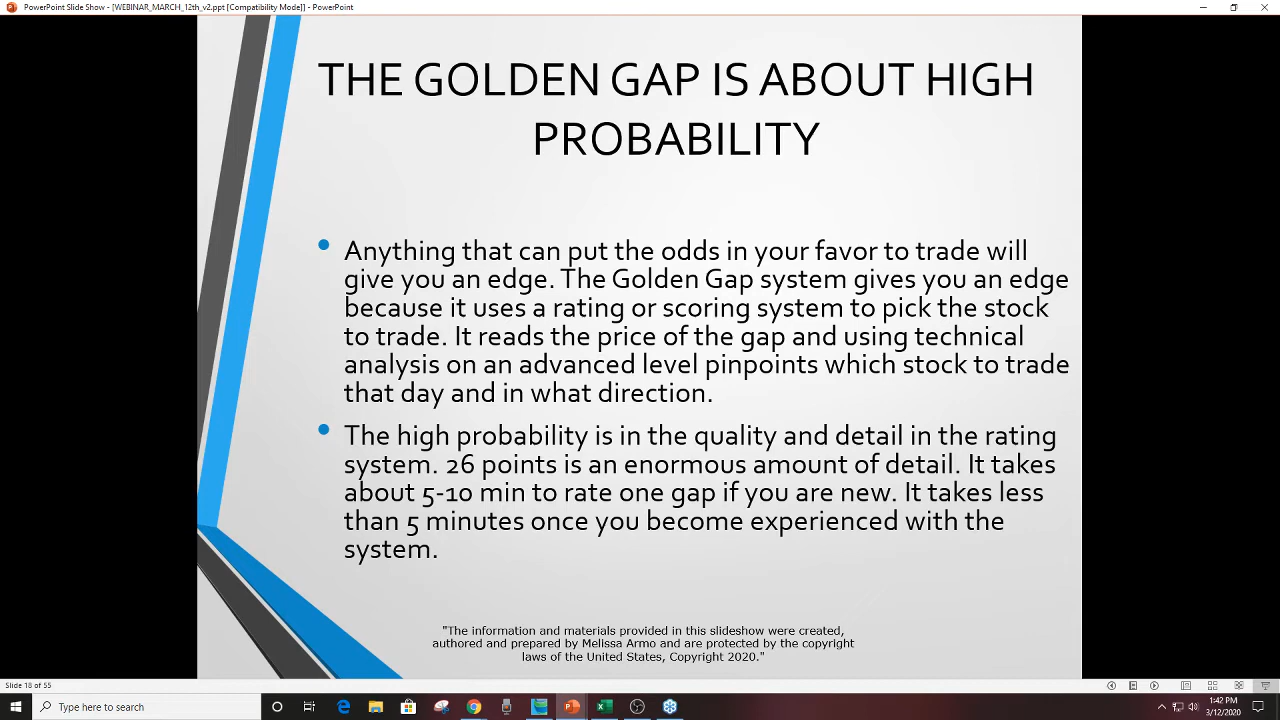 PowerPoint Slide Show - [WEBINAR_MARCH_12th_v2.ppt [Compatibility Mode]] - PowerPoint
THE GOLDEN GAP IS ABOUT HIGH
PROBABILITY
• Anything that can put the odds in your favor to trade will
give you an edge. The Golden Gap system gives you an edge
because it uses a rating or scoring system to pick the stock
to trade. It reads the price of the gap and using technical
analysis on an advanced level pinpoints which stock to trade
that day and in what direction.
• The high probability is in the quality and detail in the rating
system. 26 points is an enormous amount of detail. It takes
about 5-10 min to rate one gap if you are new. It takes less
than 5 minutes once you become experienced with the
system.
"The information and materials provided in this slideshow were created,
authored and prepared by Melissa Armo and are protected by the copyright
laws of the United States, Copyright 2020."
Slide 18 of 55
Type here to search
1:42 PM
3/12/2020